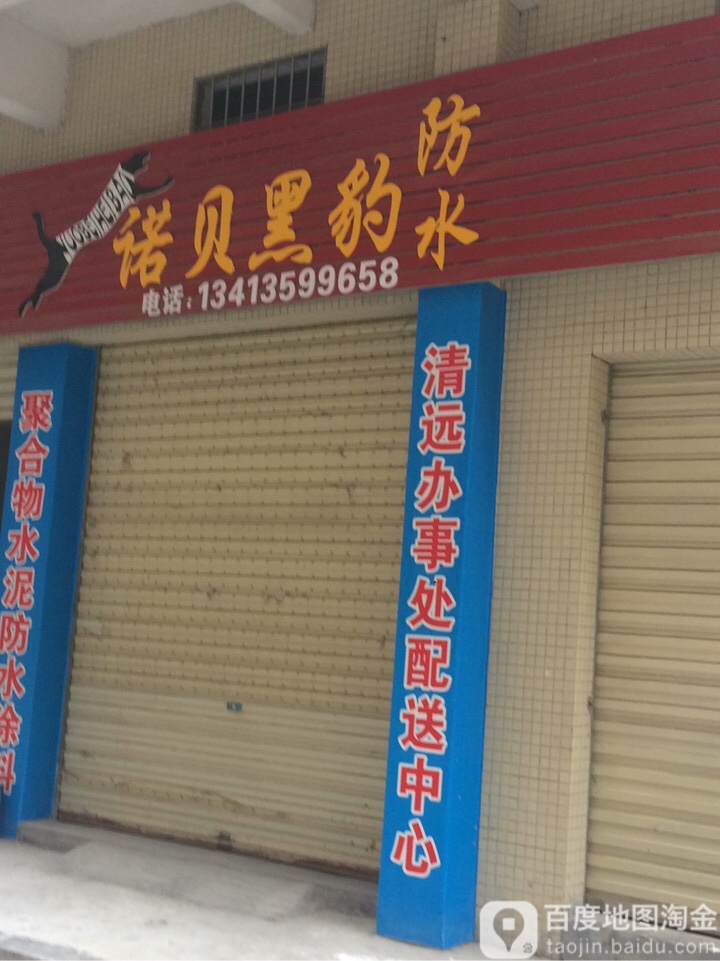 诺贝黑豹防水
电话:13413599658
聚合物水泥防水涂料
清远办事处配送中心
百度地图淘金
taojin.baidu.com